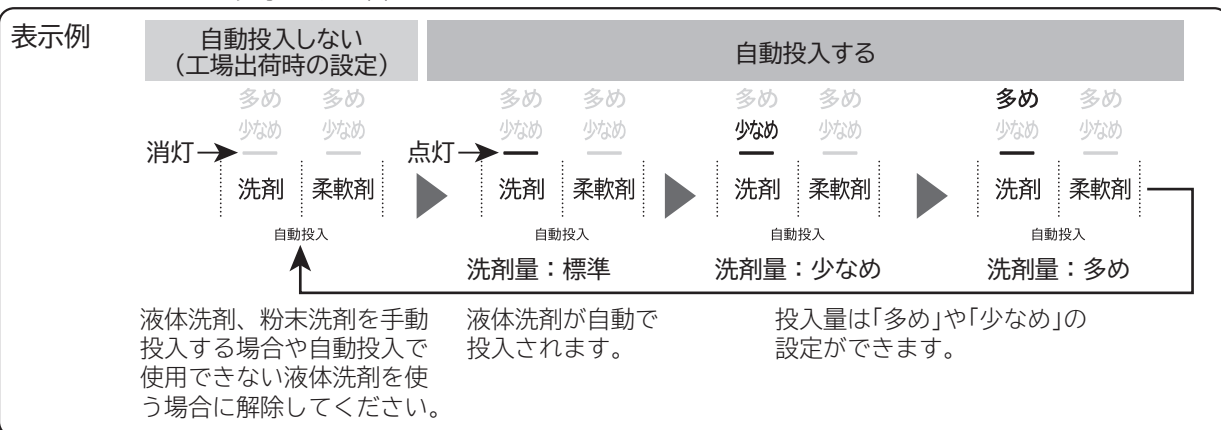 表示例
自動投入しない
(工場出荷時の設定)
自動投入する
多め 多め 多め 多め 多め 多め 多め 多め
少なめ 少なめ 少なめ 少なめ 少なめ 少なめ 少なめ 少なめ
消灯 点灯
洗剤 柔軟剤 洗剤 柔軟剤 洗剤 柔軟剤 洗剤 柔軟剤
自動投入 自動投入 自動投入 自動投入
洗剤量:標準 洗剤量:少なめ 洗剤量:多め
液体洗剤、粉末洗剤を手動
投入する場合や自動投入で
使用できない液体洗剤を使
う場合に解除してください。
液体洗剤が自動で
投入されます。
投入量は「多め」や「少なめ」の
設定ができます。